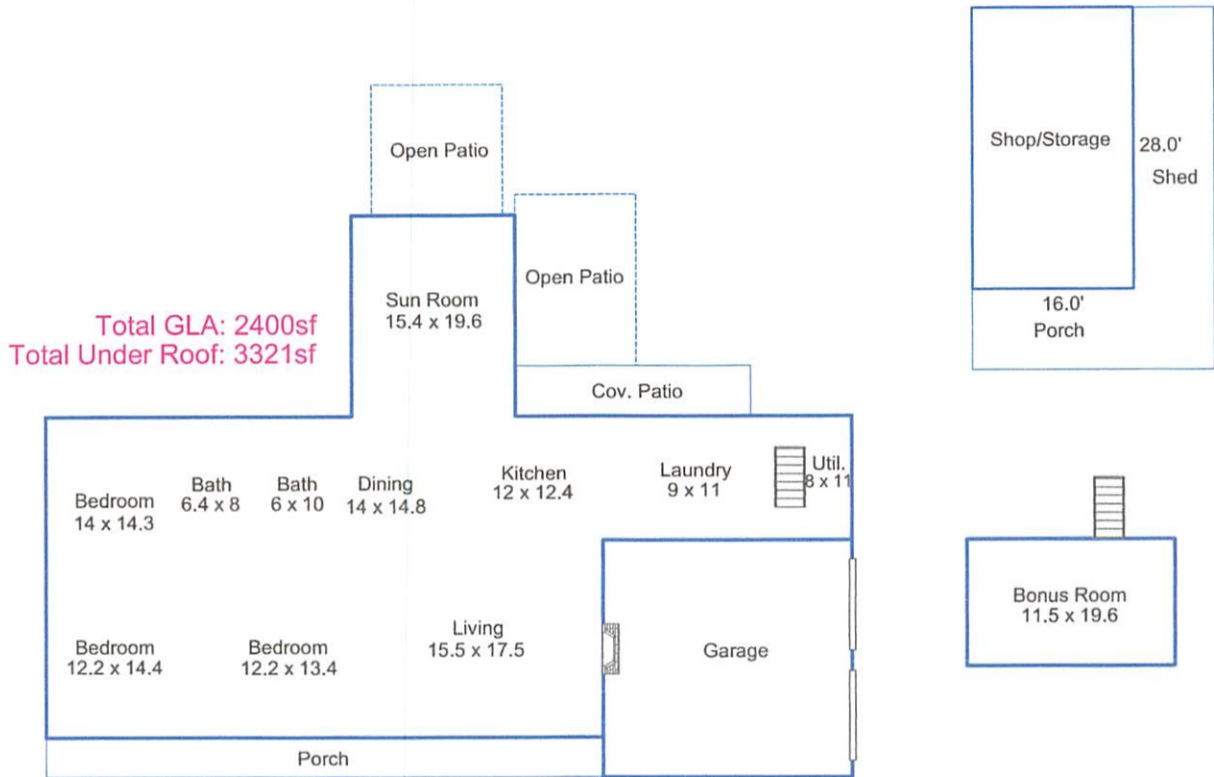 Open Patio
Shop/Storage
28.0'
Shed
Open Patio
Sun Room
15.4 x 19.6
Total GLA: 2400sf
Total Under Roof: 3321sf
16.0'
Porch
Cov. Patio
Bedroom
14 x 14.3
Bath
6.4 x 8
Bath
6 x 10
Dining
14 x 14.8
Kitchen
12 x 12.4
Laundry
9 x 11
Util.
8 x 11
Bonus Room
11.5 x 19.6
Bedroom
12.2 x 14.4
Bedroom
12.2 x 13.4
Living
15.5 x 17.5
Garage
Porch